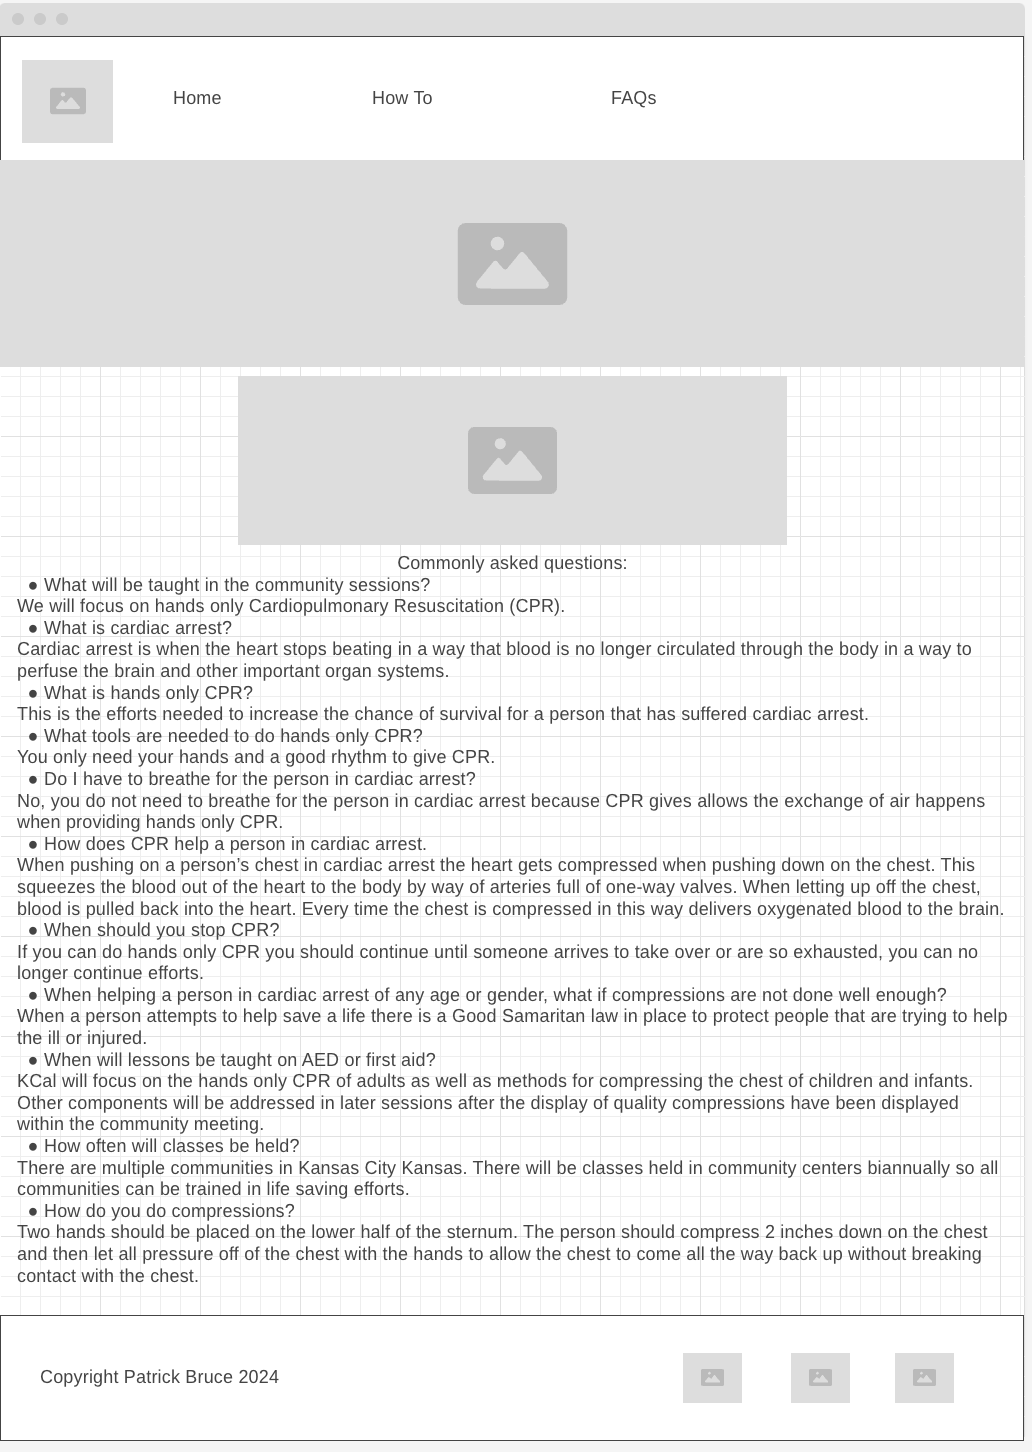 Home
How To
FAQs
Commonly asked questions:
● What will be taught in the community sessions?
We will focus on hands only Cardiopulmonary Resuscitation (CPR).
● What is cardiac arrest?
Cardiac arrest is when the heart stops beating in a way that blood is no longer circulated through the body in a way to
perfuse the brain and other important organ systems.
● What is hands only CPR?
This is the efforts needed to increase the chance of survival for a person that has suffered cardiac arrest.
● What tools are needed to do hands only CPR?
You only need your hands and a good rhythm to give CPR.
● Do I have to breathe for the person in cardiac arrest?
No, you do not need to breathe for the person in cardiac arrest because CPR gives allows the exchange of air happens
when providing hands only CPR.
● How does CPR help a person in cardiac arrest.
When pushing on a person’s chest in cardiac arrest the heart gets compressed when pushing down on the chest. This
squeezes the blood out of the heart to the body by way of arteries full of one-way valves. When letting up off the chest,
blood is pulled back into the heart. Every time the chest is compressed in this way delivers oxygenated blood to the brain.
● When should you stop CPR?
If you can do hands only CPR you should continue until someone arrives to take over or are so exhausted, you can no
longer continue efforts.
● When helping a person in cardiac arrest of any age or gender, what if compressions are not done well enough?
When a person attempts to help save a life there is a Good Samaritan law in place to protect people that are trying to help
the ill or injured.
● When will lessons be taught on AED or first aid?
KCal will focus on the hands only CPR of adults as well as methods for compressing the chest of children and infants.
Other components will be addressed in later sessions after the display of quality compressions have been displayed
within the community meeting.
● How often will classes be held?
There are multiple communities in Kansas City Kansas. There will be classes held in community centers biannually so all
communities can be trained in life saving efforts.
● How do you do compressions?
Two hands should be placed on the lower half of the sternum. The person should compress 2 inches down on the chest
and then let all pressure off of the chest with the hands to allow the chest to come all the way back up without breaking
contact with the chest.
Copyright Patrick Bruce 2024